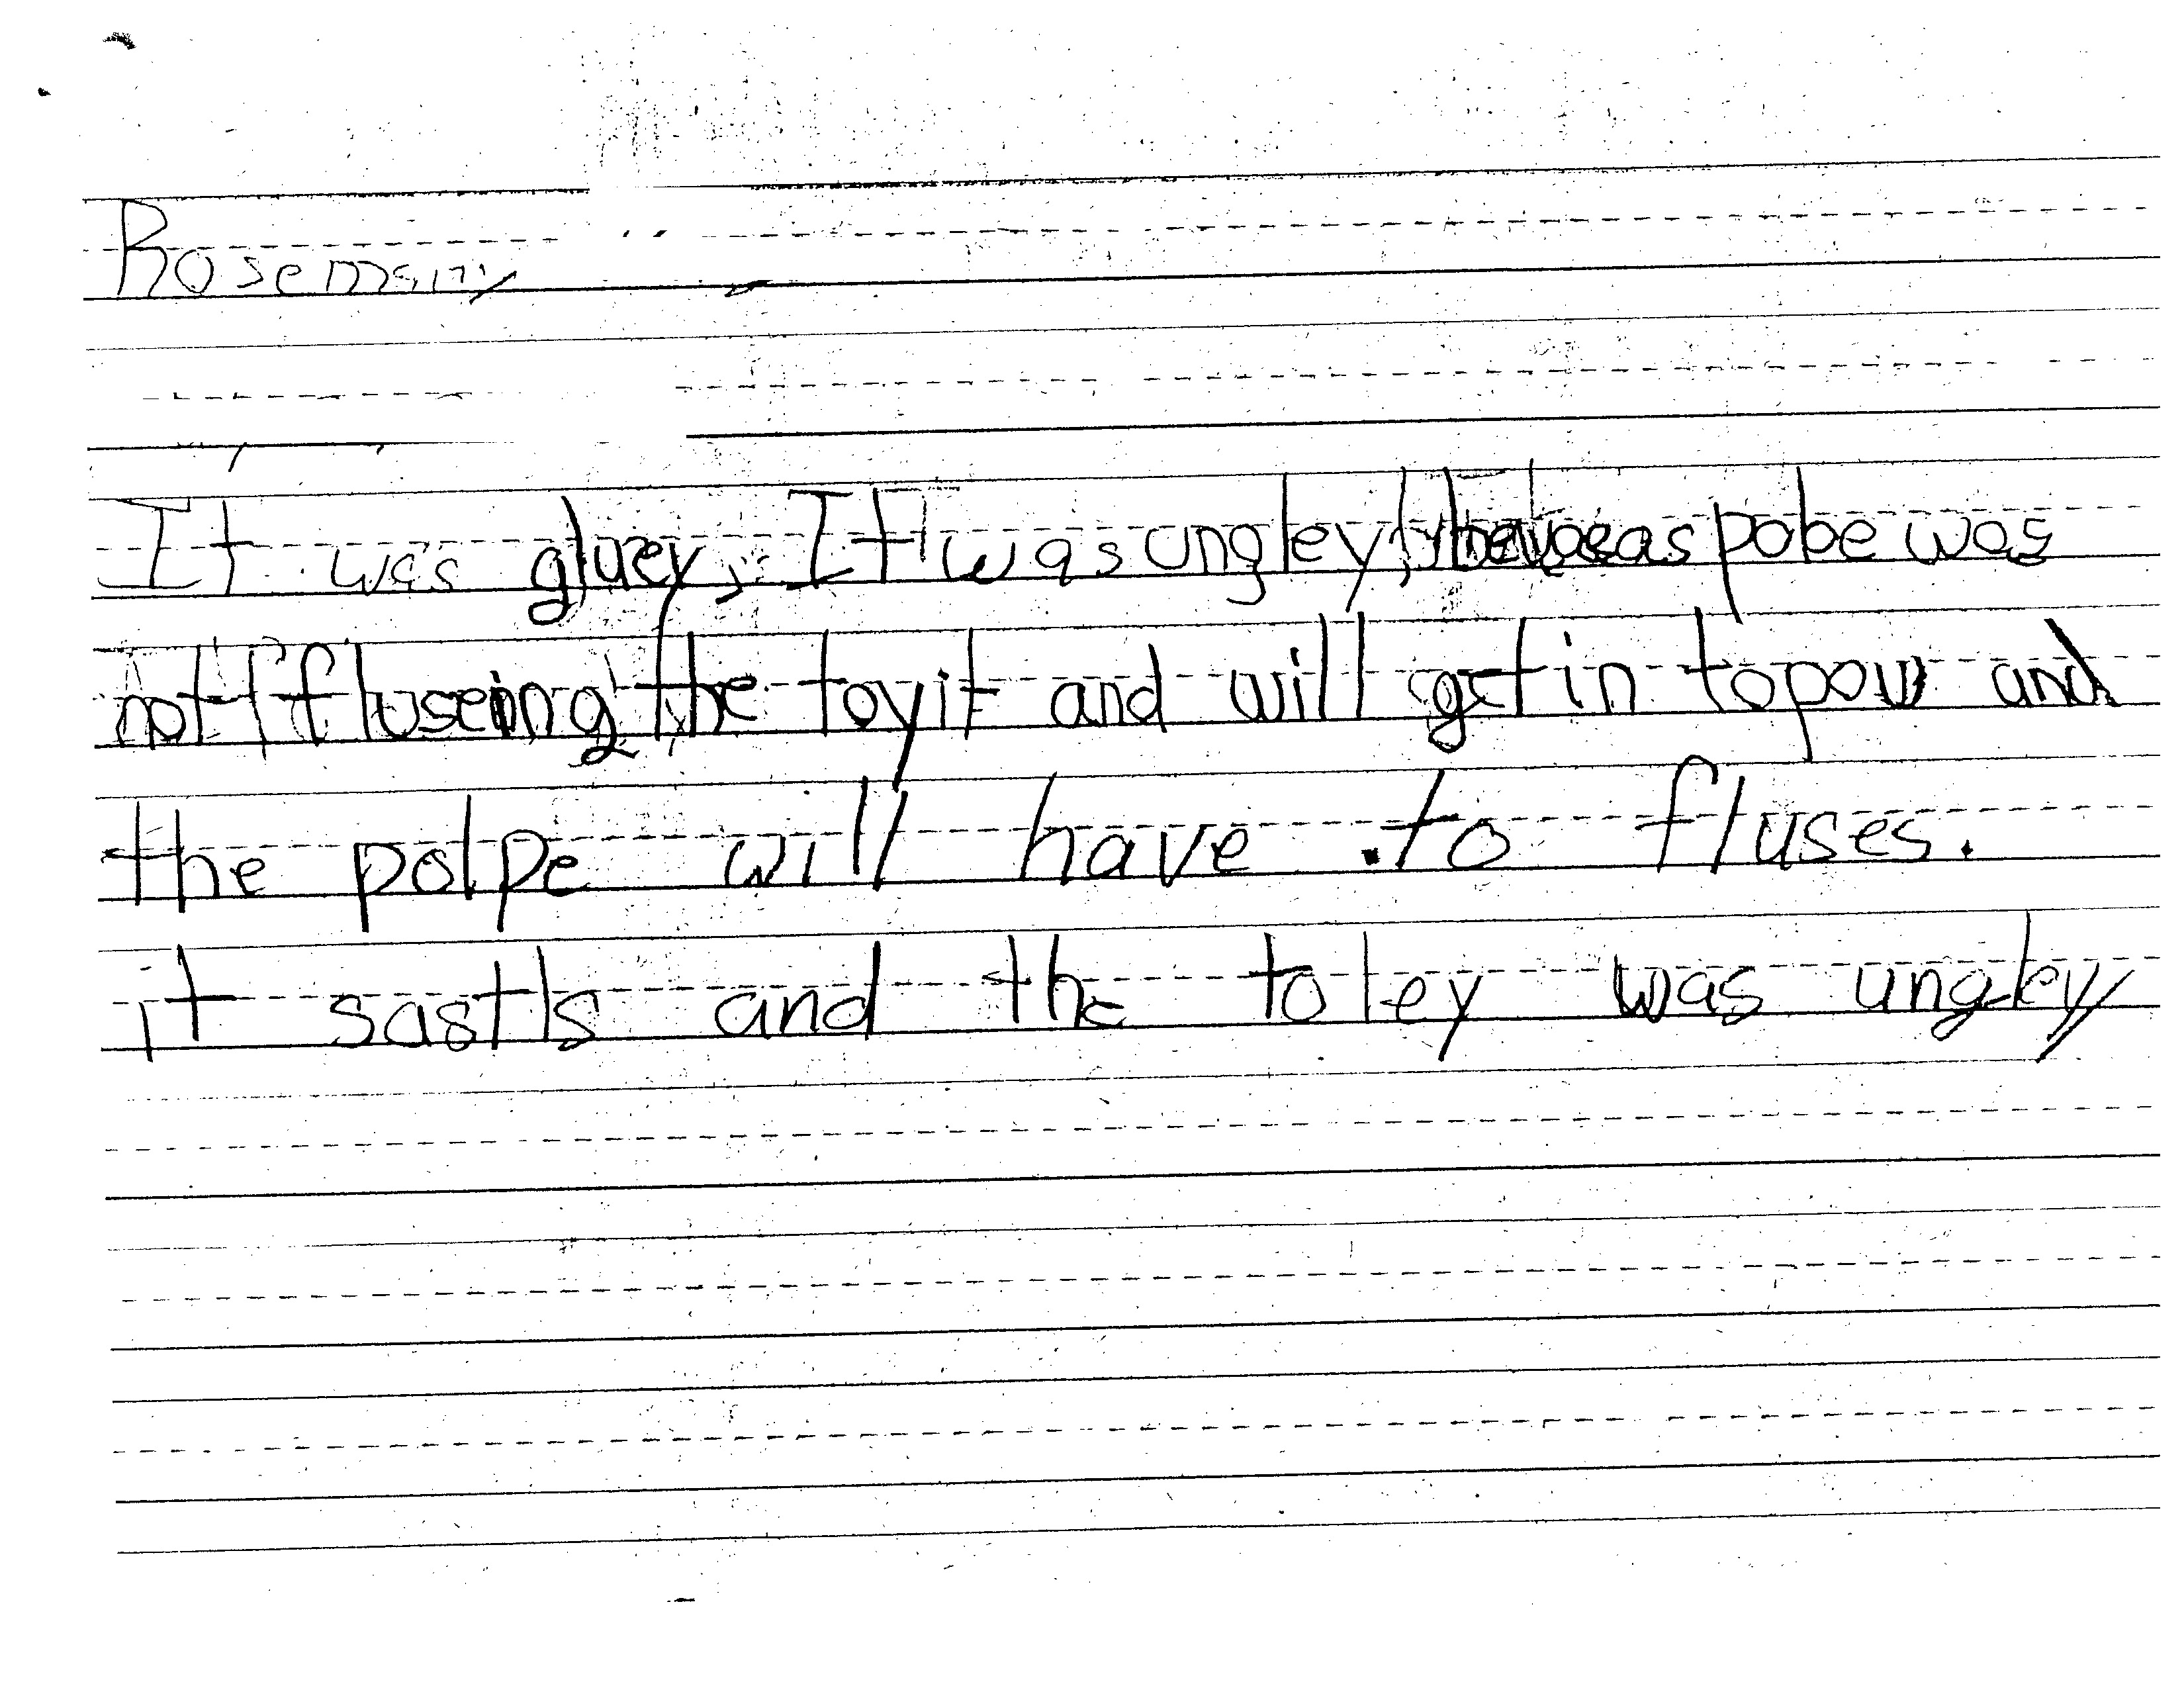 Rosemary
It was gluey, It was ungley, pobe was
not fluseing the toyit and will get in topow and
the polpe will have to fluses.
it sastls and the toley was ungley